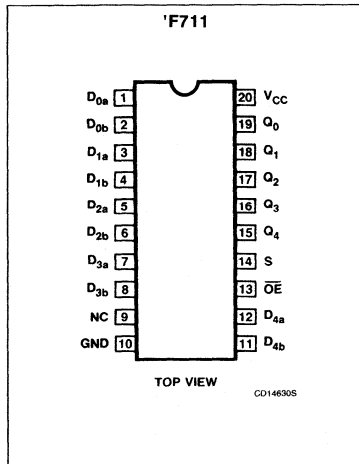 'F711
D0a 1 20 VCC
D0b 2 19 Q0
D1a 3 18 Q1
D1b 4 17 Q2
D2a 5 16 Q3
D2b 6 15 Q4
D3a 7 14 S
D3b 8 13 O̅E̅
NC 9 12 D4a
GND 10 11 D4b
TOP VIEW
CD14630S